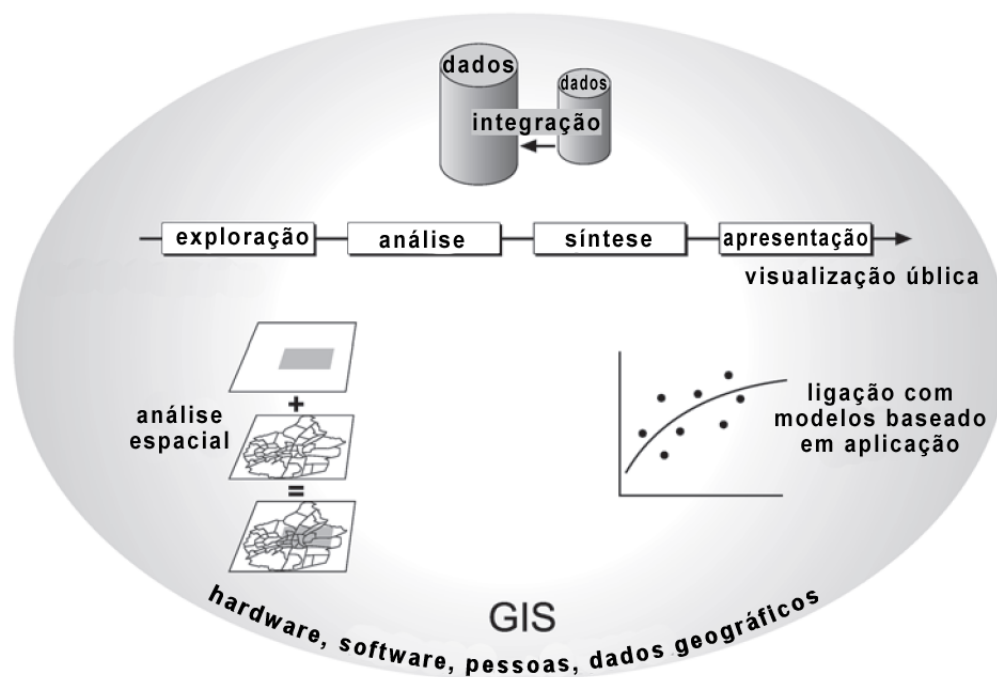 dados
dados
integração
exploração
análise
síntese
apresentação
visualização ública
análise
espacial
+
=
ligação com
modelos baseado
em aplicação
GIS
hardware, software, pessoas, dados geográficos